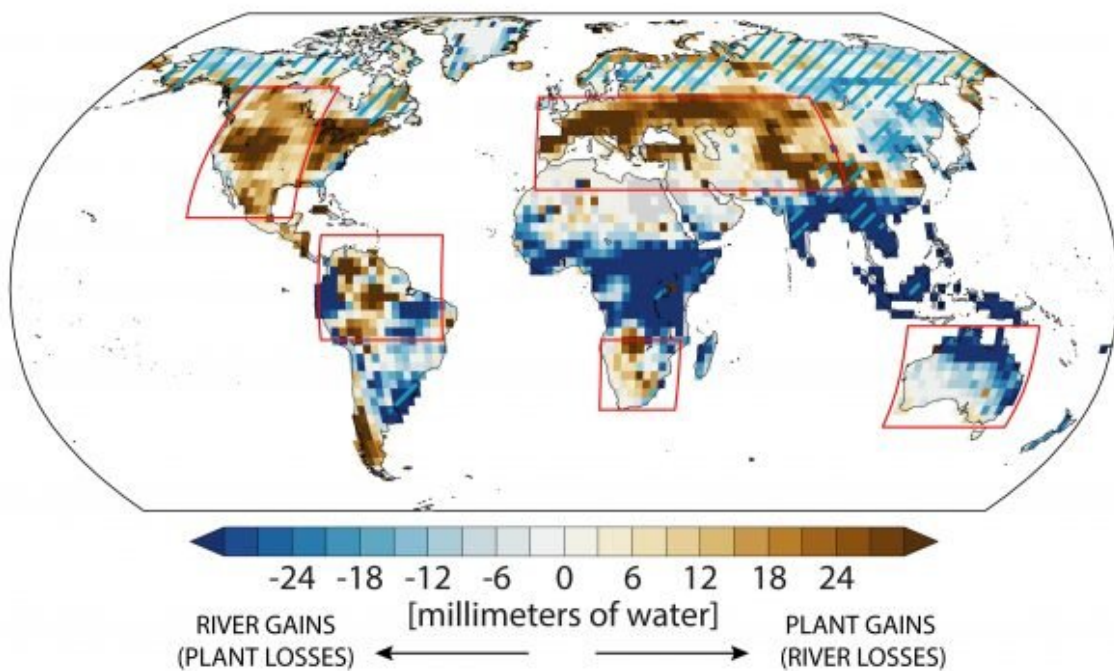 -24 -18 -12 -6 0 6 12 18 24
[millimeters of water]
RIVER GAINS
(PLANT LOSSES)
PLANT GAINS
(RIVER LOSSES)